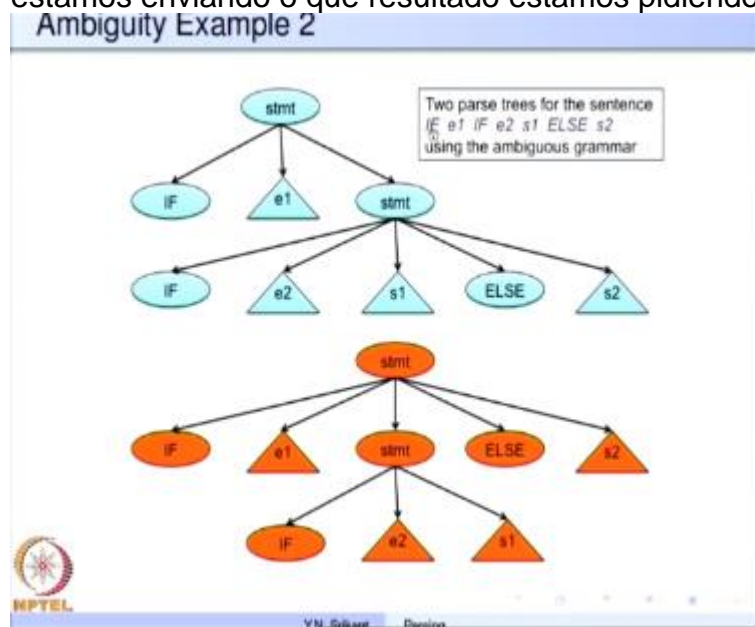 estamos enviando o que resultado estamos pidiendo
Ambiguity Example 2
stmt
Two parse trees for the sentence
IF e1 IF e2 s1 ELSE s2
using the ambiguous grammar
IF e1 stmt
IF e2 s1 ELSE s2
stmt
IF e1 stmt ELSE s2
IF e2 s1
NPTEL
Y.N. Srikant Parsing